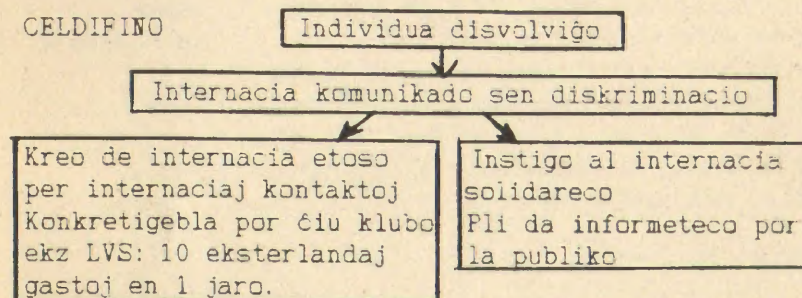 CELDIFINO
Individua disvolviĝo
Internacia komunikado sen diskriminacio
Kreo de internacia etoso
per internaciaj kontaktoj
Konkretigebla por ĉiu klubo
ekz LVS: 10 eksterlandaj
gastoj en 1 jaro.
Instigo al internacia
solidareco
Pli da informeteco por
la publiko